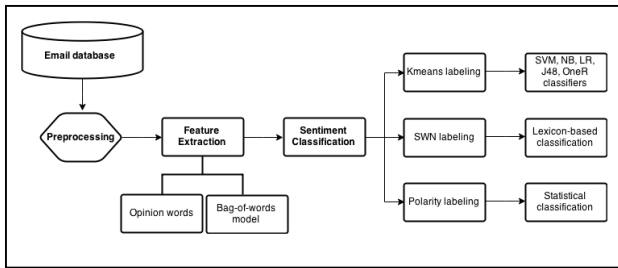 Email database
Preprocessing
Feature
Extraction
Opinion words
Bag-of-words
model
Sentiment
Classification
Kmeans labeling
SVM, NB, LR,
J48, OneR
classifiers
SWN labeling
Lexicon-based
classification
Polarity labeling
Statistical
classification